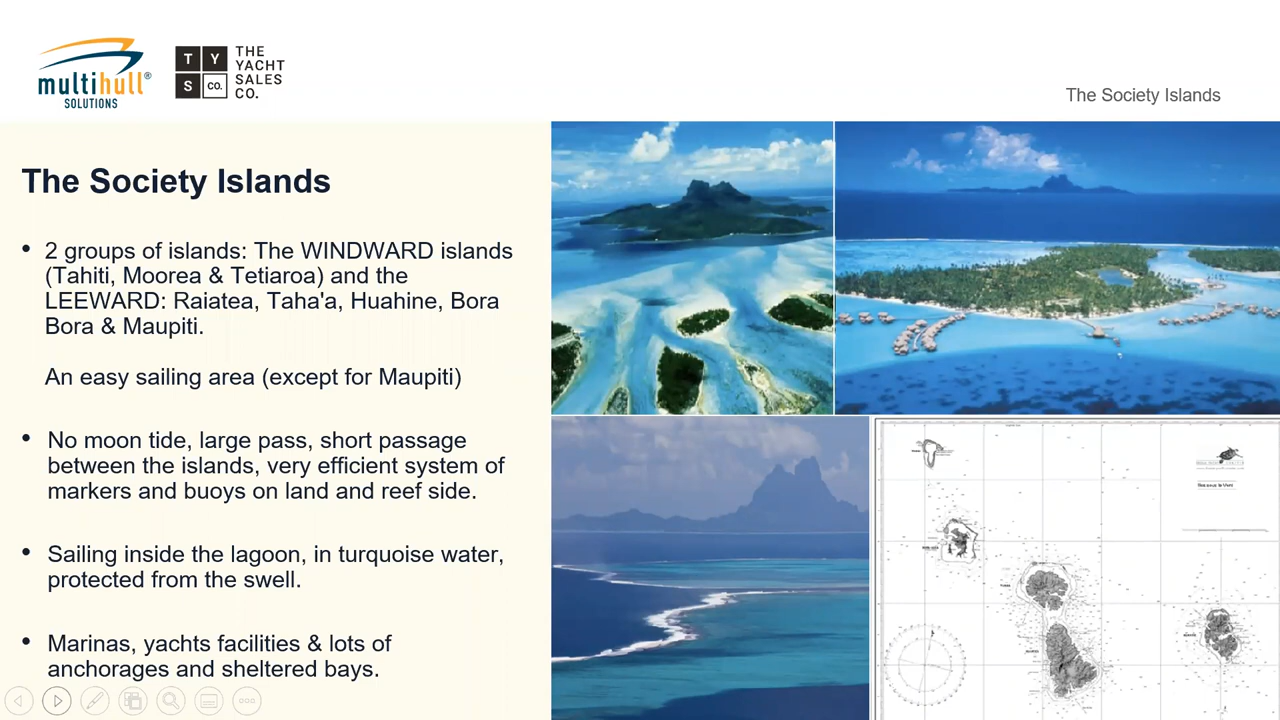 multihull®
SOLUTIONS
T Y
S CO.
THE
YACHT
SALES
CO.
The Society Islands
The Society Islands
• 2 groups of islands: The WINDWARD islands
(Tahiti, Moorea & Tetiaroa) and the
LEEWARD: Raiatea, Taha'a, Huahine, Bora
Bora & Maupiti.
An easy sailing area (except for Maupiti)
• No moon tide, large pass, short passage
between the islands, very efficient system of
markers and buoys on land and reef side.
• Sailing inside the lagoon, in turquoise water,
protected from the swell.
• Marinas, yachts facilities & lots of
anchorages and sheltered bays.